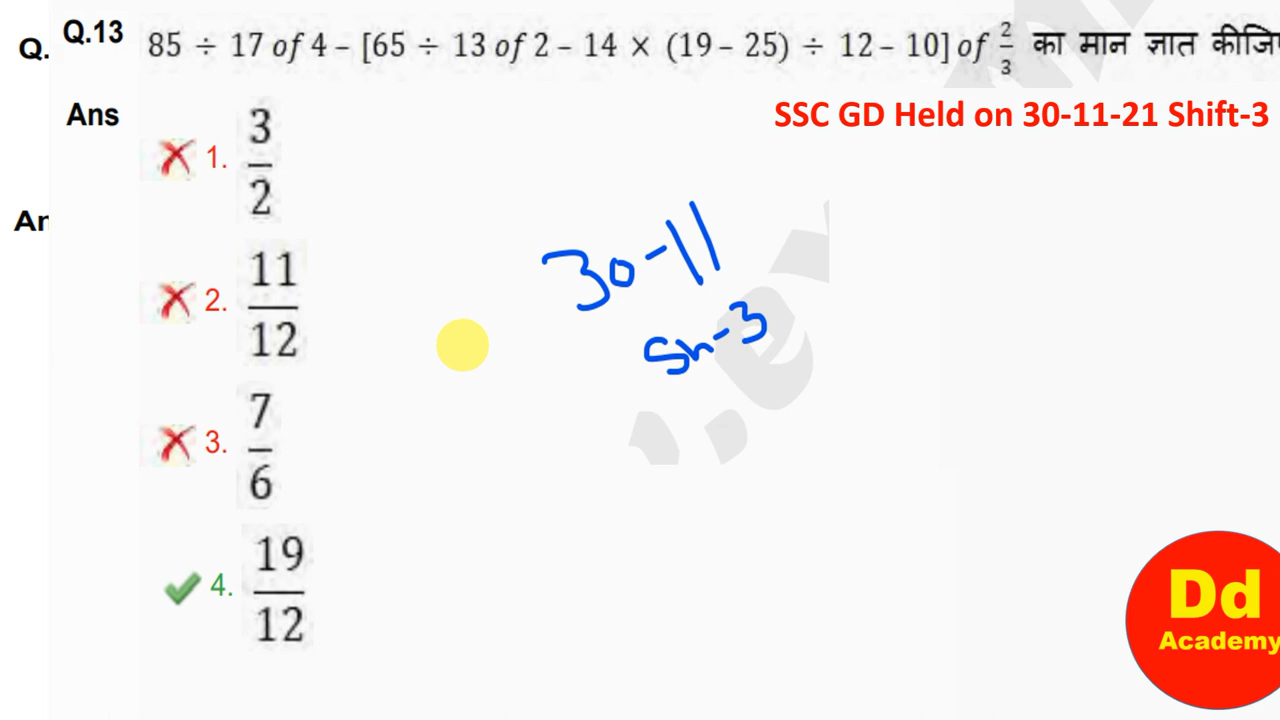 Q.
Q.13 85 ÷ 17 of 4 – [65 ÷ 13 of 2 – 14 × (19 – 25) ÷ 12 – 10] of 2/3 का मान ज्ञात
Ans
SSC GD Held on 30-11-21 Shift-3
1. 3/2
An
30-11
2. 11/12
Sh-3
3. 7/6
4. 19/12
Dd
Academy